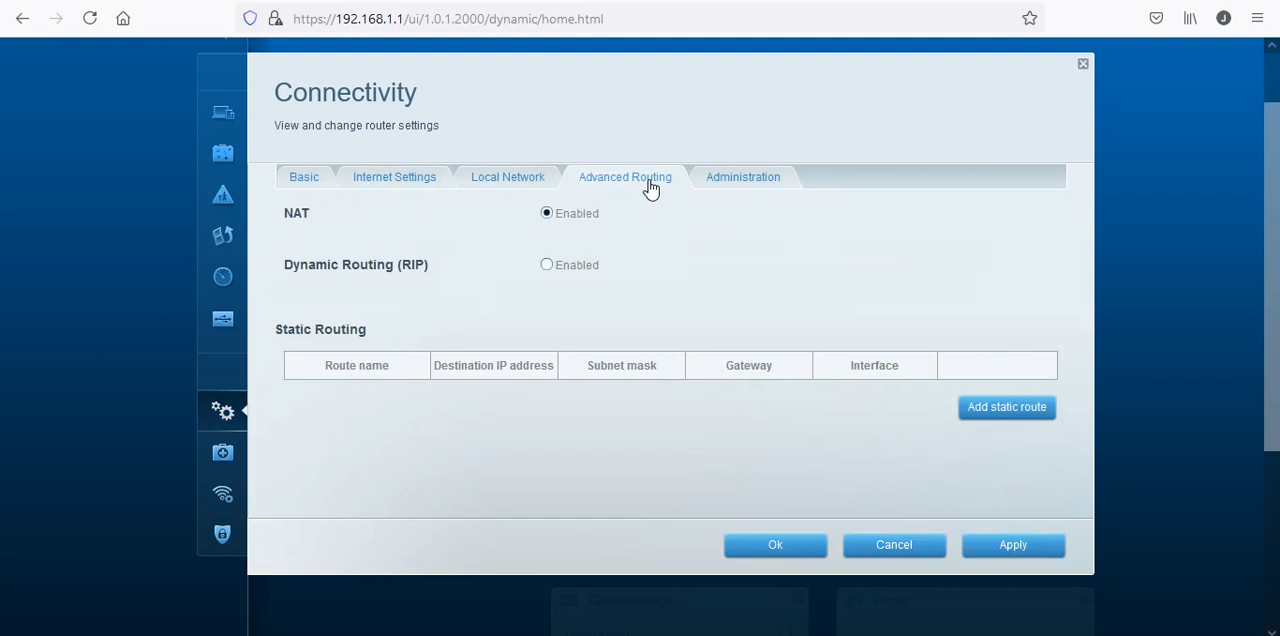 https://192.168.1.1/ui/1.0.1.2000/dynamic/home.html
J
Connectivity
View and change router settings
Basic
Internet Settings
Local Network
Advanced Routing
Administration
NAT
Enabled
Dynamic Routing (RIP)
Enabled
Static Routing
Route name
Destination IP address
Subnet mask
Gateway
Interface
Add static route
Ok
Cancel
Apply